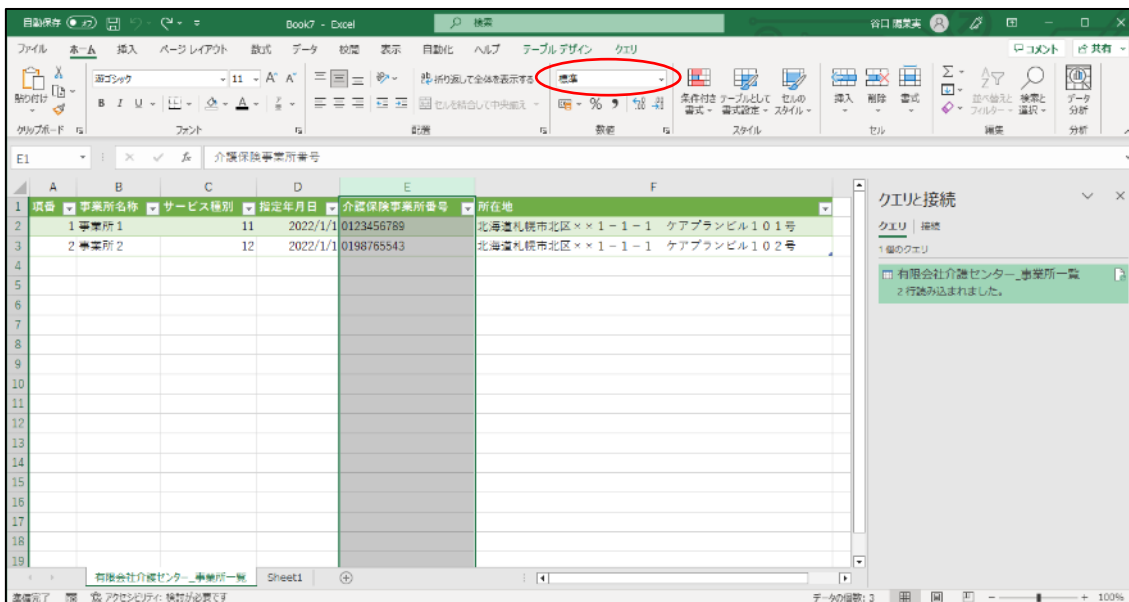 自動保存 オフ Book7 - Excel 検索
ファイル ホーム 挿入 ページ レイアウト 数式 データ 校閲 表示 自動化 ヘルプ テーブル デザイン クエリ コメント 共有
貼り付け 游ゴシック 11 A A 折り返して全体を表示する 標準 条件付き書式 テーブルとして書式設定 セルのスタイル 挿入 削除 書式 Σ 並べ替えとフィルター 検索と選択 データ分析
B I U A セルを結合して中央揃え %
クリップボード フォント 配置 数値 スタイル セル 編集 分析
E1 fx 介護保険事業所番号
A B C D E F
1 項番 事業所名称 サービス種別 指定年月日 介護保険事業所番号 所在地
2 1 事業所1 11 2022/1/1 0123456789 北海道札幌市北区××1-1-1 ケアプランビル101号
3 2 事業所2 12 2022/1/1 0198765543 北海道札幌市北区××1-1-1 ケアプランビル102号
4
5
6
7
8
9
10
11
12
13
14
15
16
17
18
19
クエリと接続
クエリ 接続
1 個のクエリ
有限会社介護センター_事業所一覧
2 行読み込まれました。
有限会社介護センター_事業所一覧 Sheet1
準備完了 アクセシビリティ: 検討が必要です データの個数: 3 100%